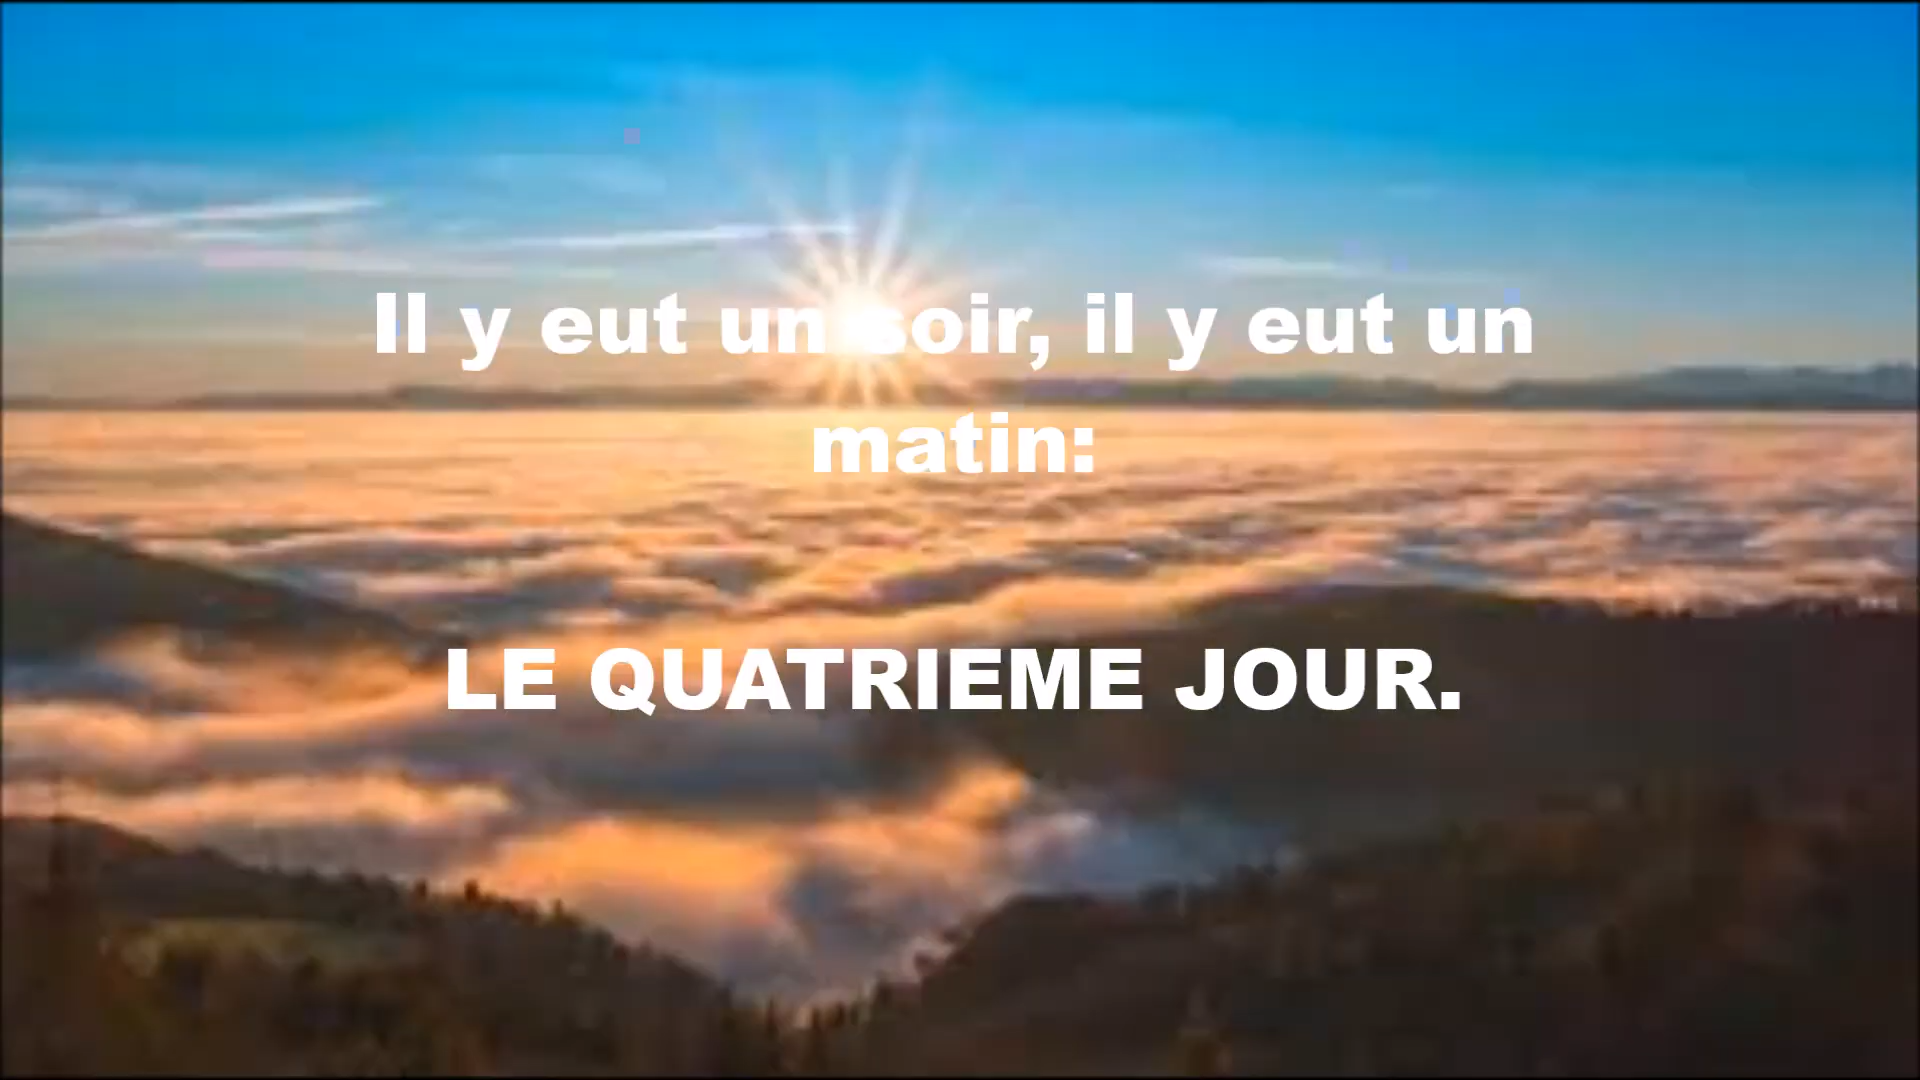 Il y eut un soir, il y eut un
matin:
LE QUATRIEME JOUR.